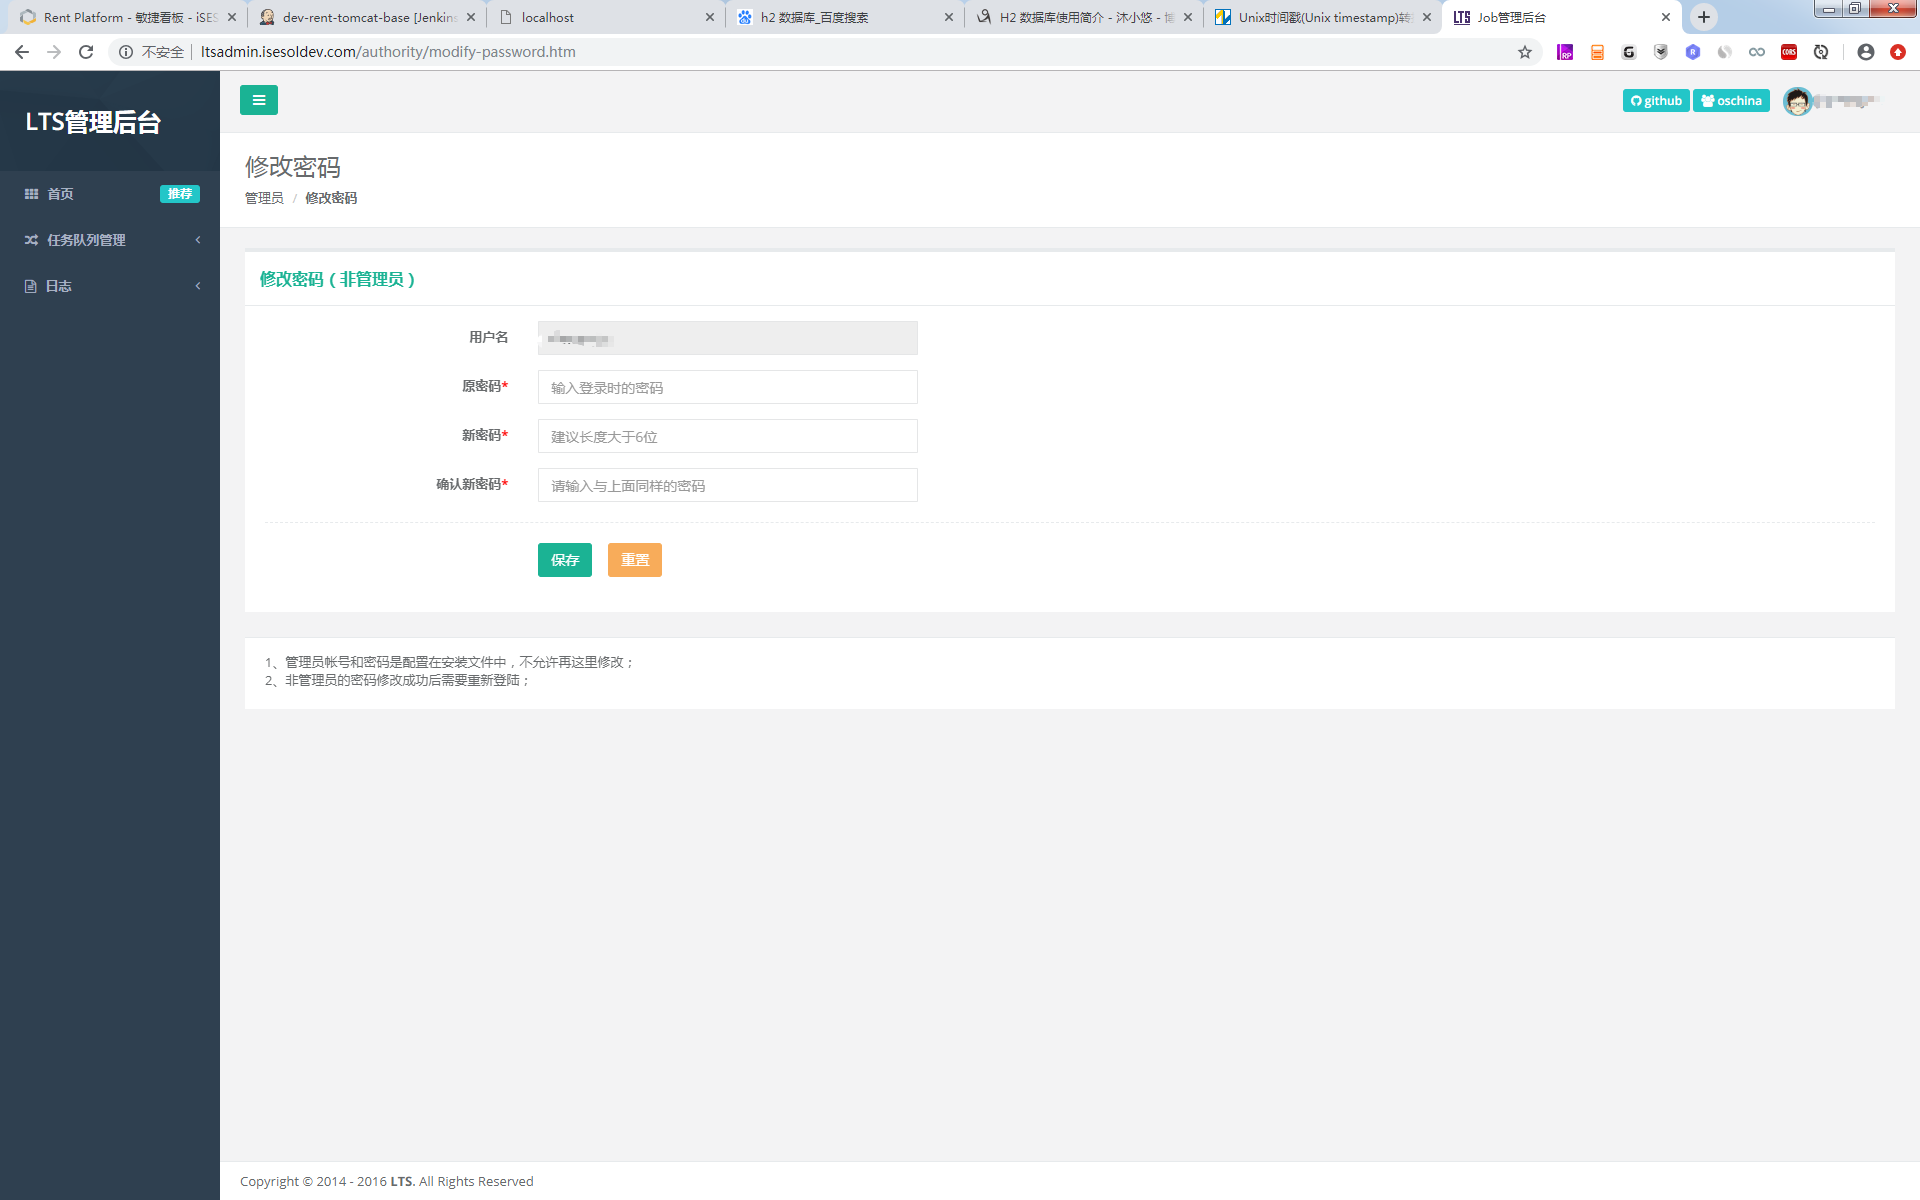 Rent Platform - 敏捷看板 - iSES
dev-rent-tomcat-base [Jenkins
localhost
h2 数据库_百度搜索
H2 数据库使用简介 - 沐小悠 - 博
Unix时间戳(Unix timestamp)转
LTS Job管理后台
不安全 ltsadmin.isesoldev.com/authority/modify-password.htm
LTS管理后台
github oschina
首页 推荐
任务队列管理
日志
修改密码
管理员 / 修改密码
修改密码（非管理员）
用户名
原密码* 输入登录时的密码
新密码* 建议长度大于6位
确认新密码* 请输入与上面同样的密码
保存 重置
1、管理员帐号和密码是配置在安装文件中，不允许再这里修改；
2、非管理员的密码修改成功后需要重新登陆；
Copyright © 2014 - 2016 LTS. All Rights Reserved